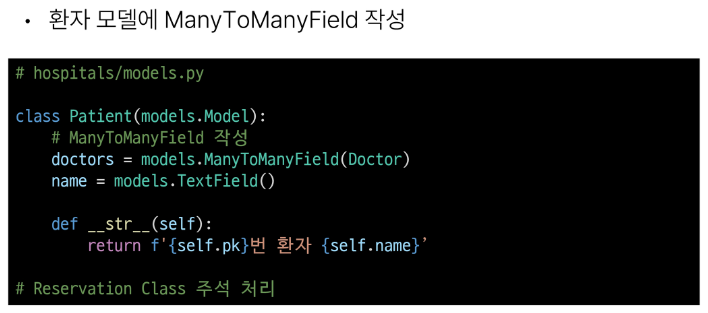 • 환자 모델에 ManyToManyField 작성
# hospitals/models.py
class Patient(models.Model):
    # ManyToManyField 작성
    doctors = models.ManyToManyField(Doctor)
    name = models.TextField()
    def __str__(self):
        return f'{self.pk}번 환자 {self.name}’
# Reservation Class 주석 처리